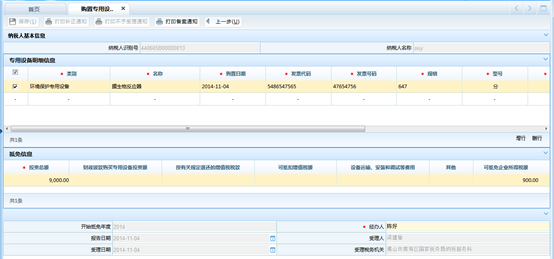 首页 购置专用设..
保存(S) 打印补正通知 打印不予受理通知 打印备案通知 上一步(U)
纳税人基本信息
纳税人识别号 纳税人名称
专用设备明细信息
类别 名称 购置日期 发票代码 发票号码 规格 型号
环境保护专用设备 膜生物反应器 2014-11-04 5486547565 47654756 647 分
共1条 增行 删行
抵免信息
投资总额 财政拨款购买专用设备投资额 按有关规定退还的增值税税款 可抵扣增值税额 设备运输、安装和调试等费用 其他 可抵免企业所得税额
9,000.00 900.00
共1条
开始抵免年度 2014 经办人 陈好
报告日期 2014-11-04 受理人
受理日期 2014-11-04 受理税务机关